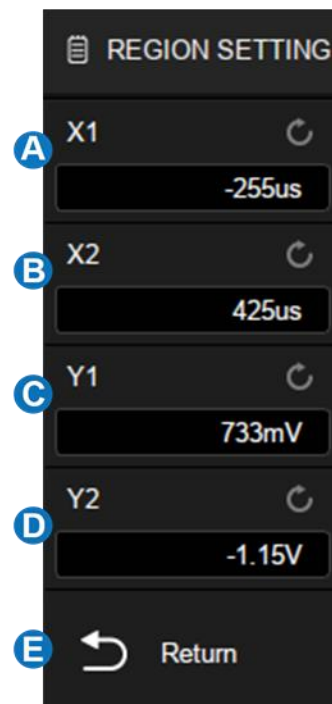 REGION SETTING
A
X1
-255us
B
X2
425us
C
Y1
733mV
D
Y2
-1.15V
E
Return